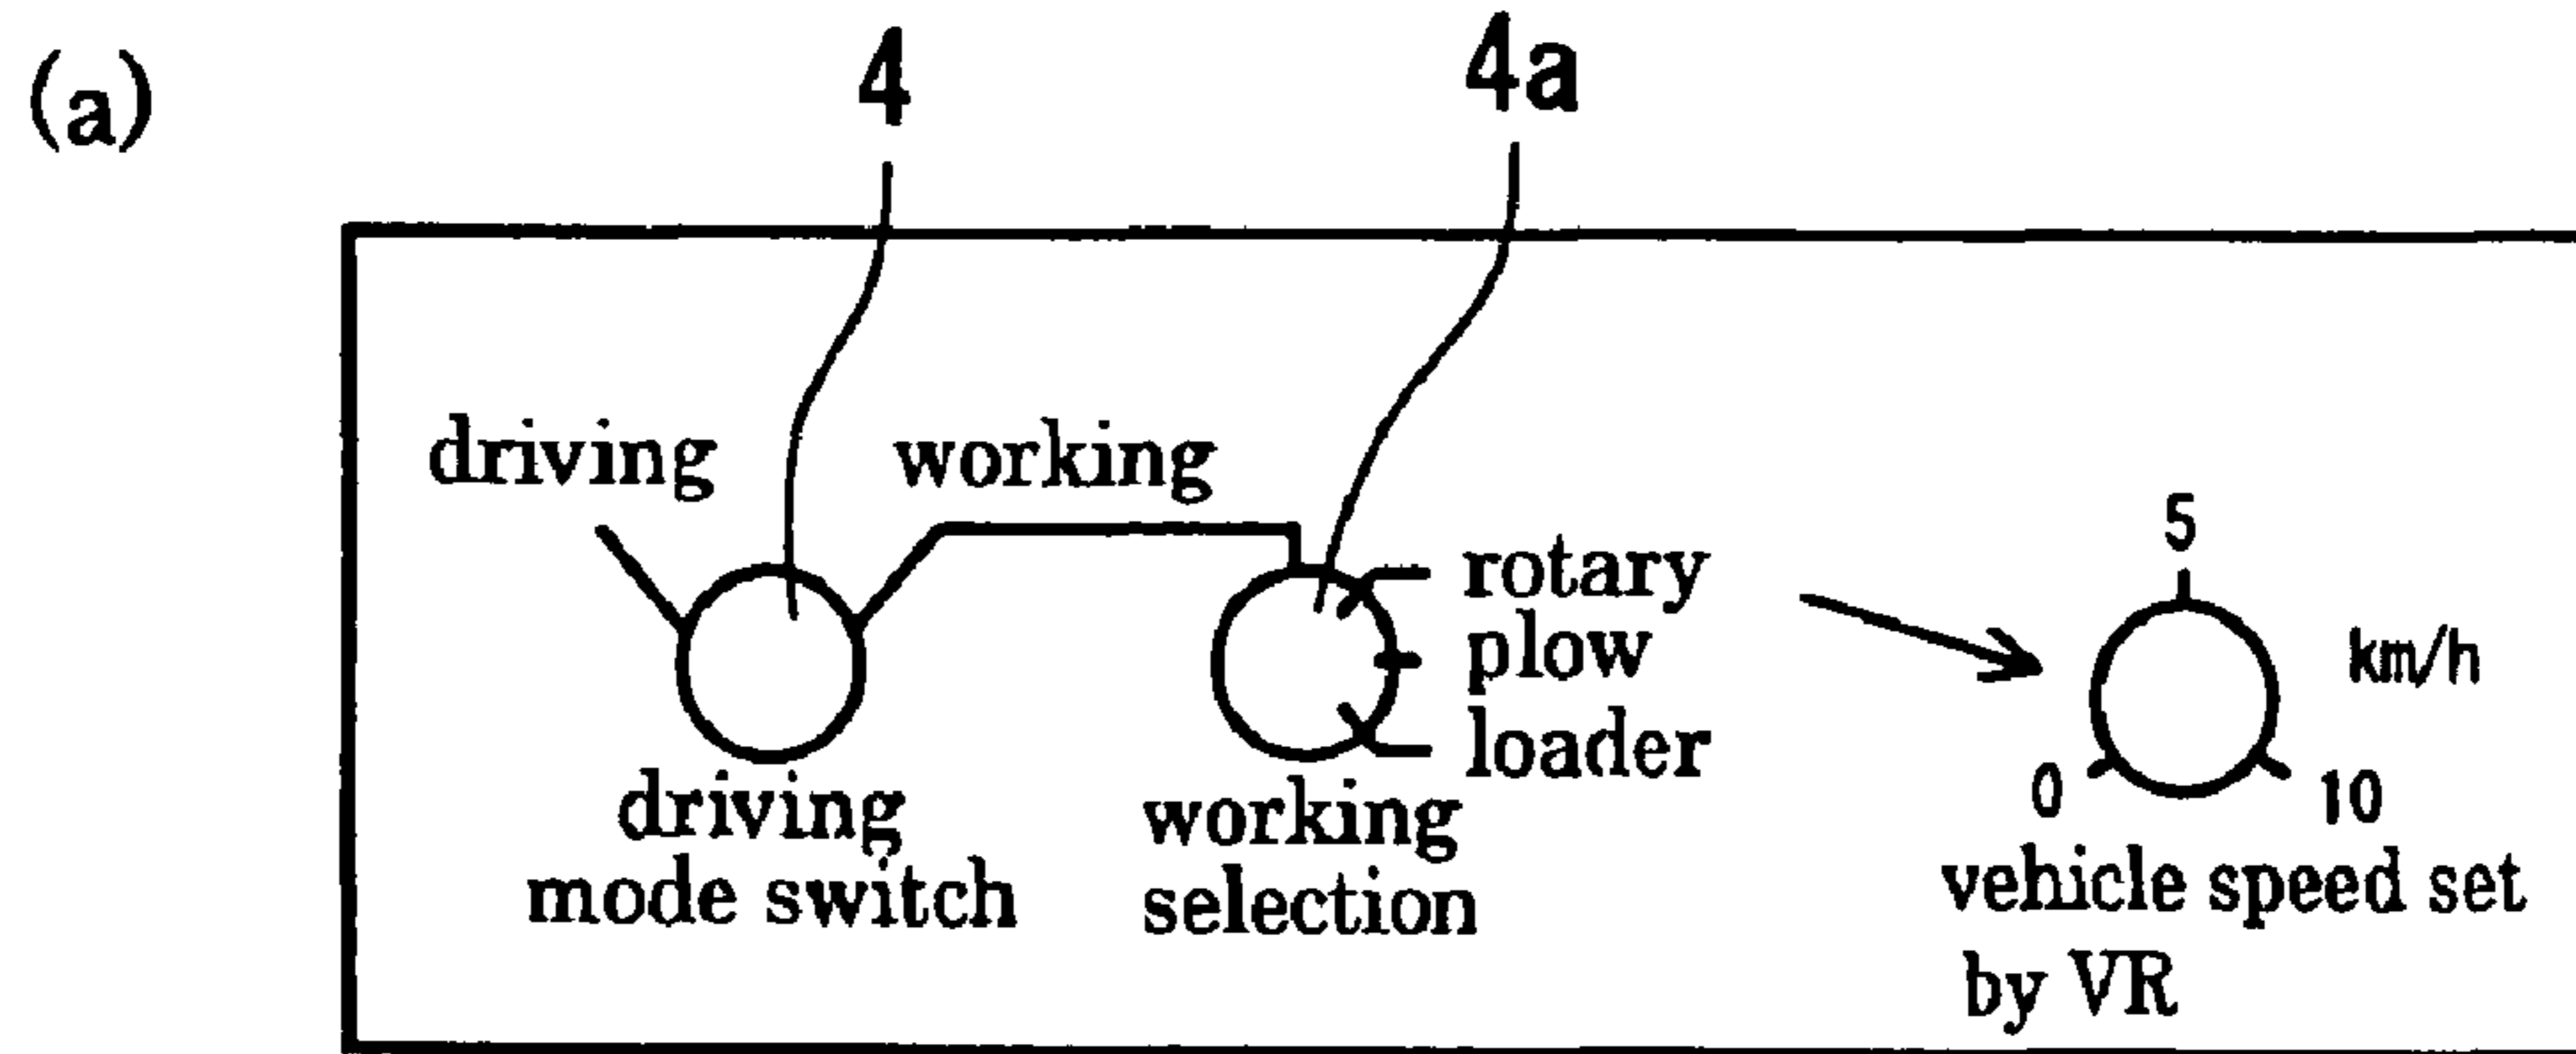 (a)
4
4a
driving
working
rotary
plow
loader
5
km/h
0
10
driving
mode switch
working
selection
vehicle speed set
by VR